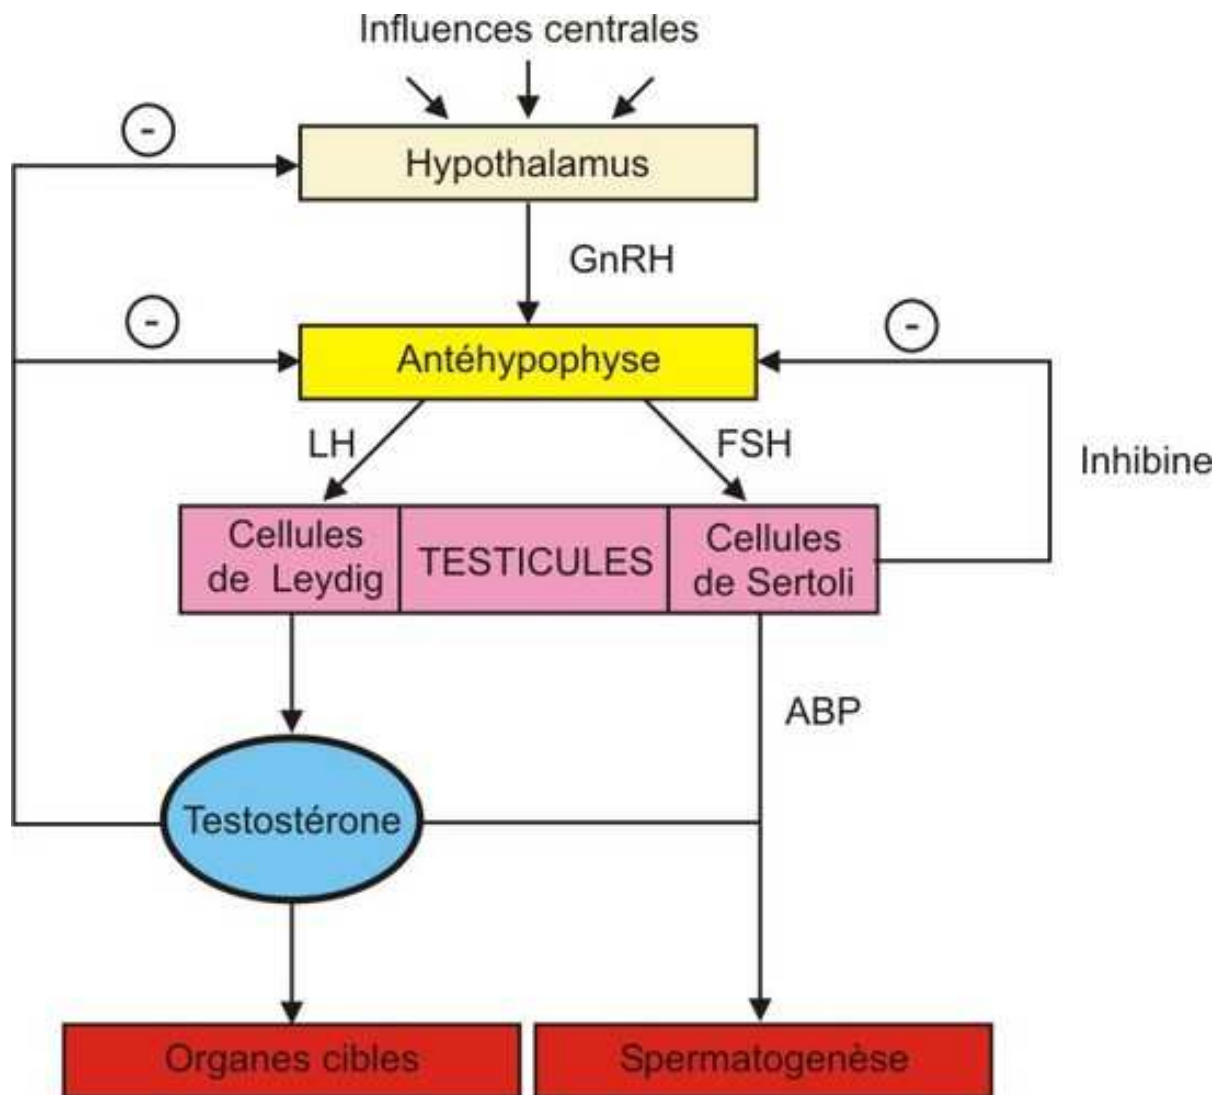 Influences centrales
-
Hypothalamus
GnRH
-
-
Antéhypophyse
LH
FSH
Inhibine
Cellules
de Leydig
TESTICULES
Cellules
de Sertoli
ABP
Testostérone
Organes cibles
Spermatogenèse